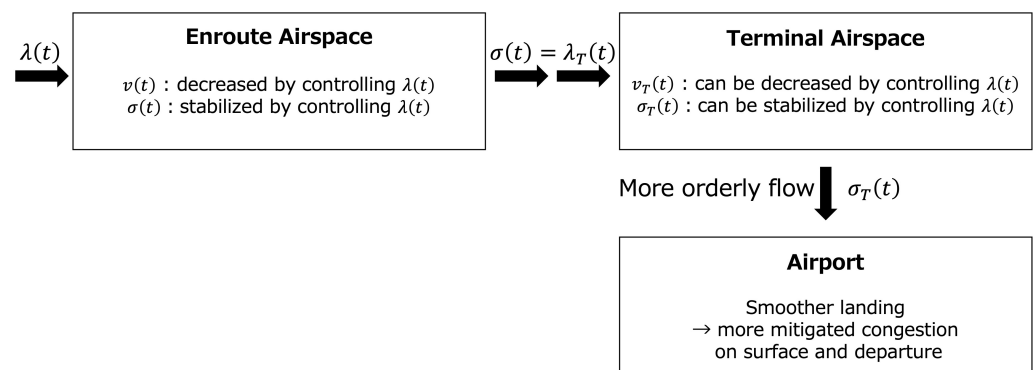 λ(t)
Enroute Airspace
v(t) : decreased by controlling λ(t)
σ(t) : stabilized by controlling λ(t)
σ(t) = λ_T(t)
Terminal Airspace
v_T(t) : can be decreased by controlling λ(t)
σ_T(t) : can be stabilized by controlling λ(t)
More orderly flow σ_T(t)
Airport
Smoother landing
→ more mitigated congestion
on surface and departure